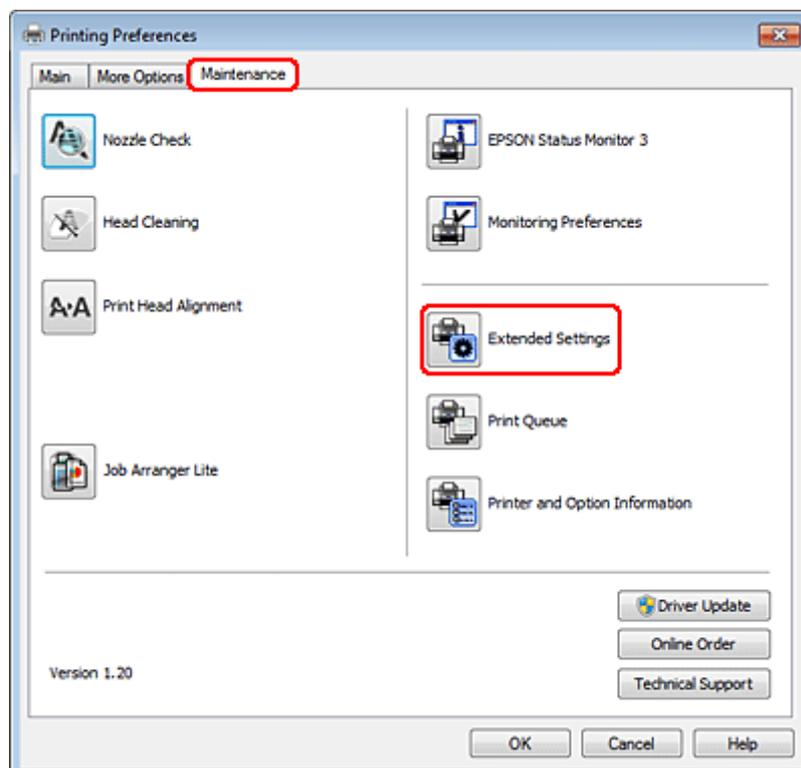 Printing Preferences
Main
More Options
Maintenance
Nozzle Check
Head Cleaning
A·A
Print Head Alignment
Job Arranger Lite
EPSON Status Monitor 3
Monitoring Preferences
Extended Settings
Print Queue
Printer and Option Information
Driver Update
Online Order
Technical Support
Version 1.20
OK
Cancel
Help